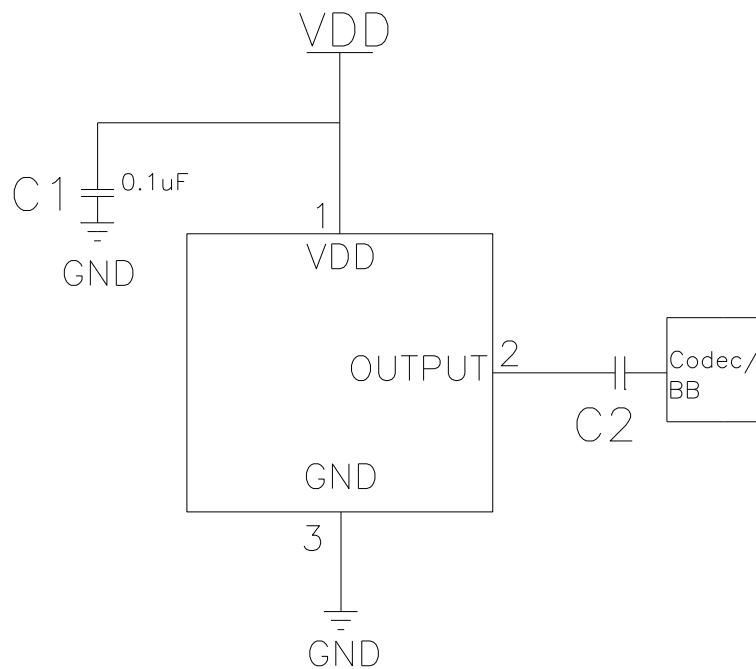 VDD
C1
0.1uF
GND
1
VDD
OUTPUT
2
C2
Codec/
BB
GND
3
GND